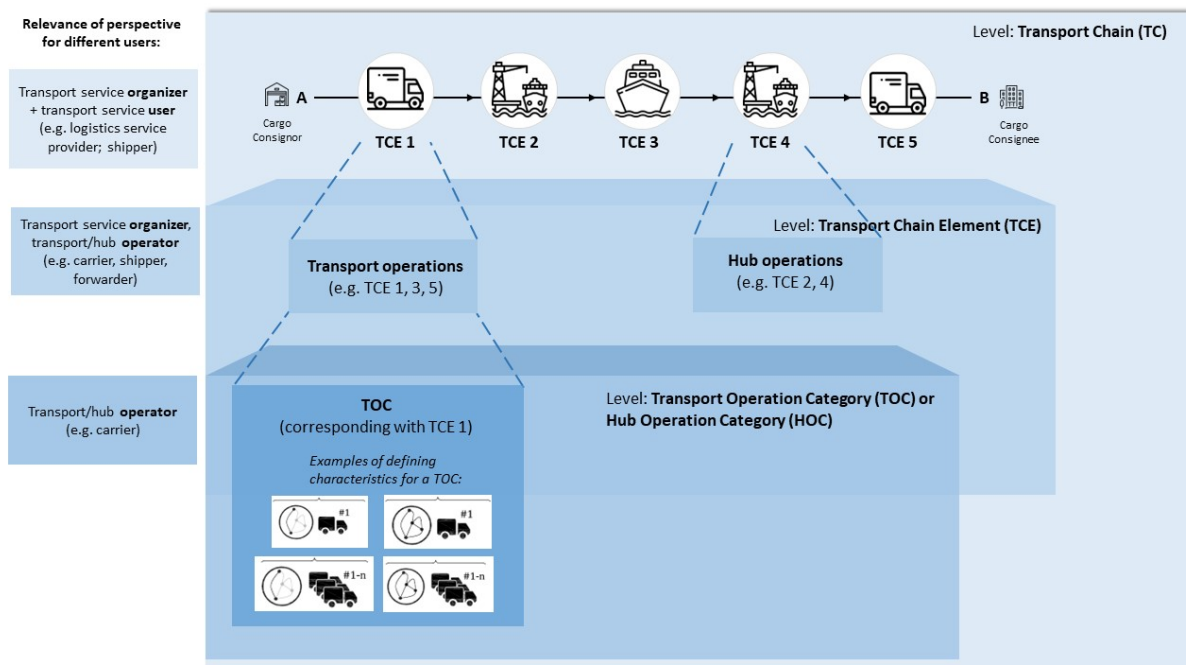 Relevance of perspective
for different users:
Level: Transport Chain (TC)
Transport service organizer
+ transport service user
(e.g. logistics service
provider; shipper)
A
B
Cargo
Consignor
TCE 1
TCE 2
TCE 3
TCE 4
TCE 5
Cargo
Consignee
Transport service organizer,
transport/hub operator
(e.g. carrier, shipper,
forwarder)
Level: Transport Chain Element (TCE)
Transport operations
(e.g. TCE 1, 3, 5)
Hub operations
(e.g. TCE 2, 4)
Transport/hub operator
(e.g. carrier)
Level: Transport Operation Category (TOC) or
Hub Operation Category (HOC)
TOC
(corresponding with TCE 1)
Examples of defining
characteristics for a TOC:
#1
#1
#1-n
#1-n